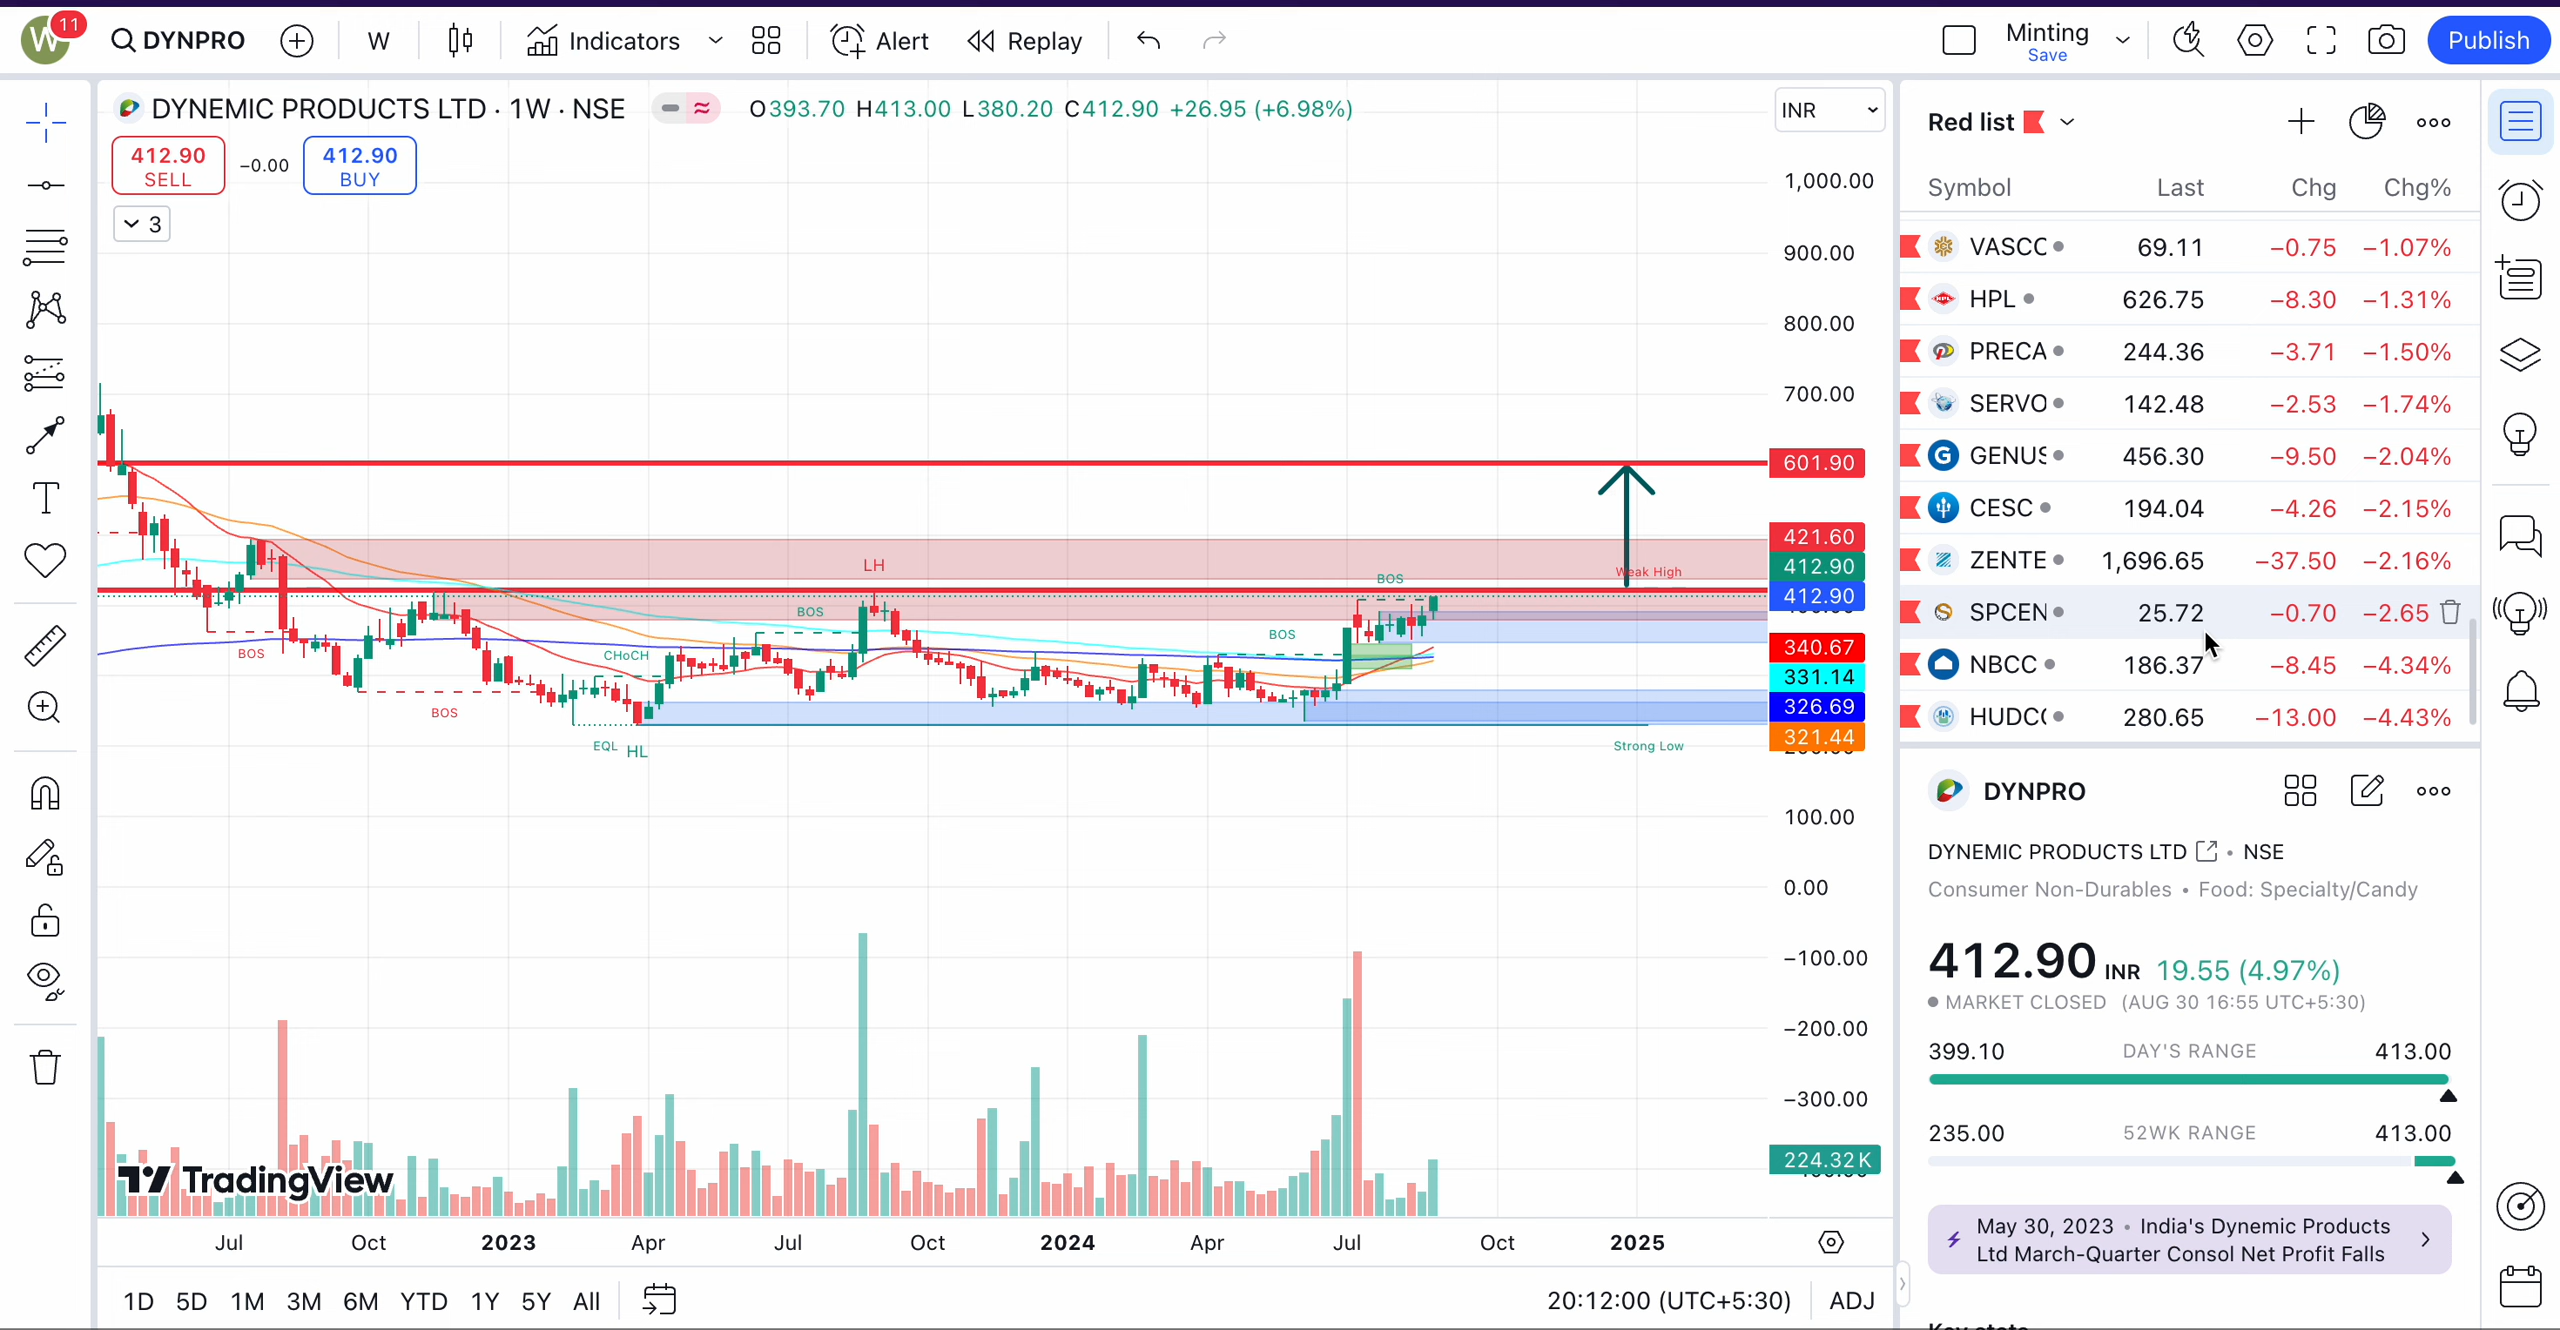 W 11 DYNPRO W Indicators Alert Replay Minting Save Publish
DYNEMIC PRODUCTS LTD · 1W · NSE O393.70 H413.00 L380.20 C412.90 +26.95 (+6.98%)
INR
412.90 SELL −0.00 412.90 BUY
3
1,000.00
900.00
800.00
700.00
601.90
421.60
412.90
412.90
340.67
331.14
326.69
321.44
100.00
0.00
−100.00
−200.00
−300.00
224.32K
LH
Weak High
BOS
BOS
BOS
CHoCH
BOS
BOS
EQL HL
Strong Low
TradingView
Jul Oct 2023 Apr Jul Oct 2024 Apr Jul Oct 2025
1D 5D 1M 3M 6M YTD 1Y 5Y All 20:12:00 (UTC+5:30) ADJ
Red list
Symbol Last Chg Chg%
VASCC 69.11 −0.75 −1.07%
HPL 626.75 −8.30 −1.31%
PRECA 244.36 −3.71 −1.50%
SERVO 142.48 −2.53 −1.74%
GENUS 456.30 −9.50 −2.04%
CESC 194.04 −4.26 −2.15%
ZENTE 1,696.65 −37.50 −2.16%
SPCEN 25.72 −0.70 −2.65
NBCC 186.37 −8.45 −4.34%
HUDC 280.65 −13.00 −4.43%
DYNPRO
DYNEMIC PRODUCTS LTD • NSE
Consumer Non-Durables • Food: Specialty/Candy
412.90 INR 19.55 (4.97%)
MARKET CLOSED (AUG 30 16:55 UTC+5:30)
399.10 DAY'S RANGE 413.00
235.00 52WK RANGE 413.00
May 30, 2023 • India's Dynemic Products
Ltd March-Quarter Consol Net Profit Falls